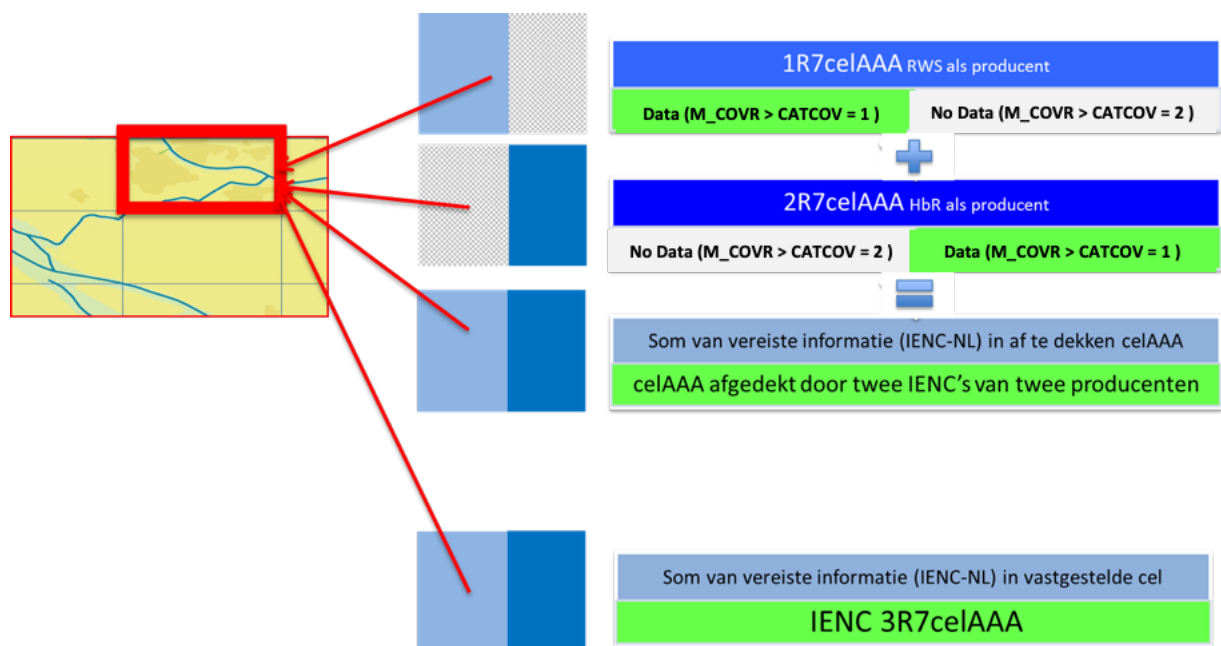 1R7celAAA RWS als producent
Data (M_COVR > CATCOV = 1 ) No Data (M_COVR > CATCOV = 2 )
2R7celAAA HbR als producent
No Data (M_COVR > CATCOV = 2 ) Data (M_COVR > CATCOV = 1 )
Som van vereiste informatie (IENC-NL) in af te dekken celAAA
celAAA afgedekt door twee IENC's van twee producenten
Som van vereiste informatie (IENC-NL) in vastgestelde cel
IENC 3R7celAAA